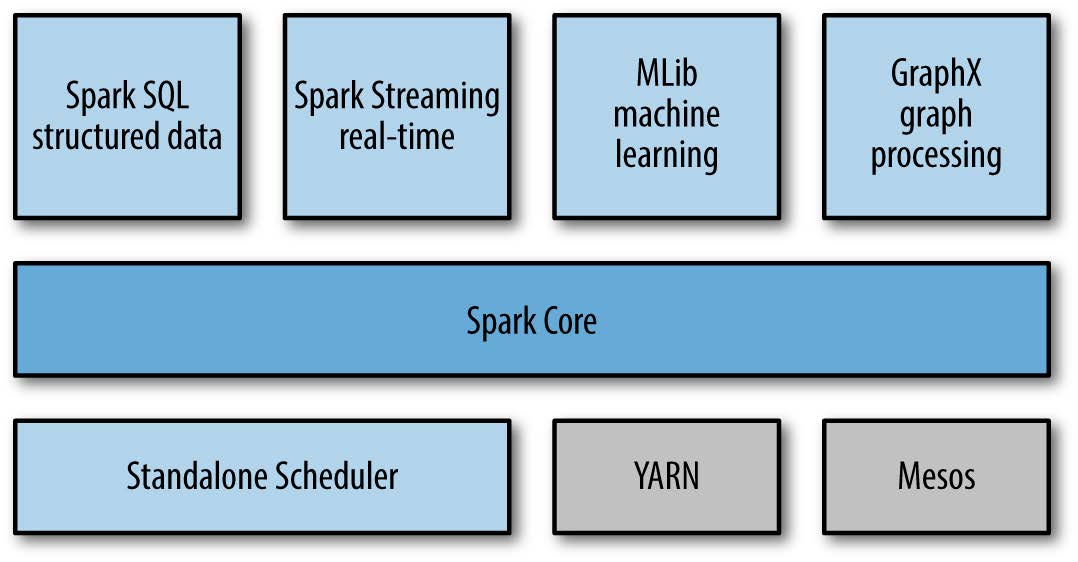 Spark SQL
structured data
Spark Streaming
real-time
MLib
machine
learning
GraphX
graph
processing
Spark Core
Standalone Scheduler
YARN
Mesos